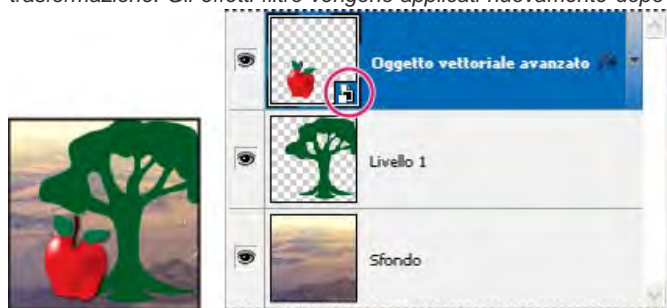 trasformazione. Gli effetti filtro vengono applicati nuovamente dopo
Oggetto vettoriale avanzato
Livello 1
Sfondo